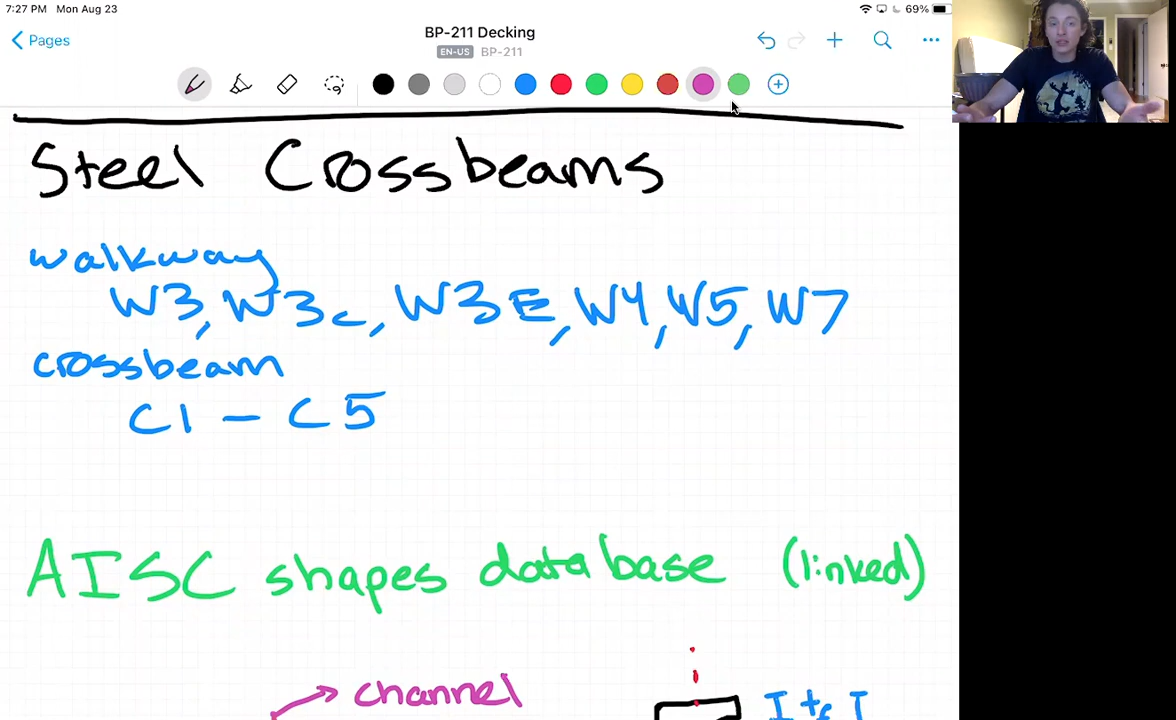 7:27 PM Mon Aug 23
69%
Pages
BP-211 Decking
EN-US BP-211
Steel Crossbeams
walkway
W3, W3c, W3E, W4, W5, W7
crossbeam
C1 - C5
AISC shapes database (linked)
channel